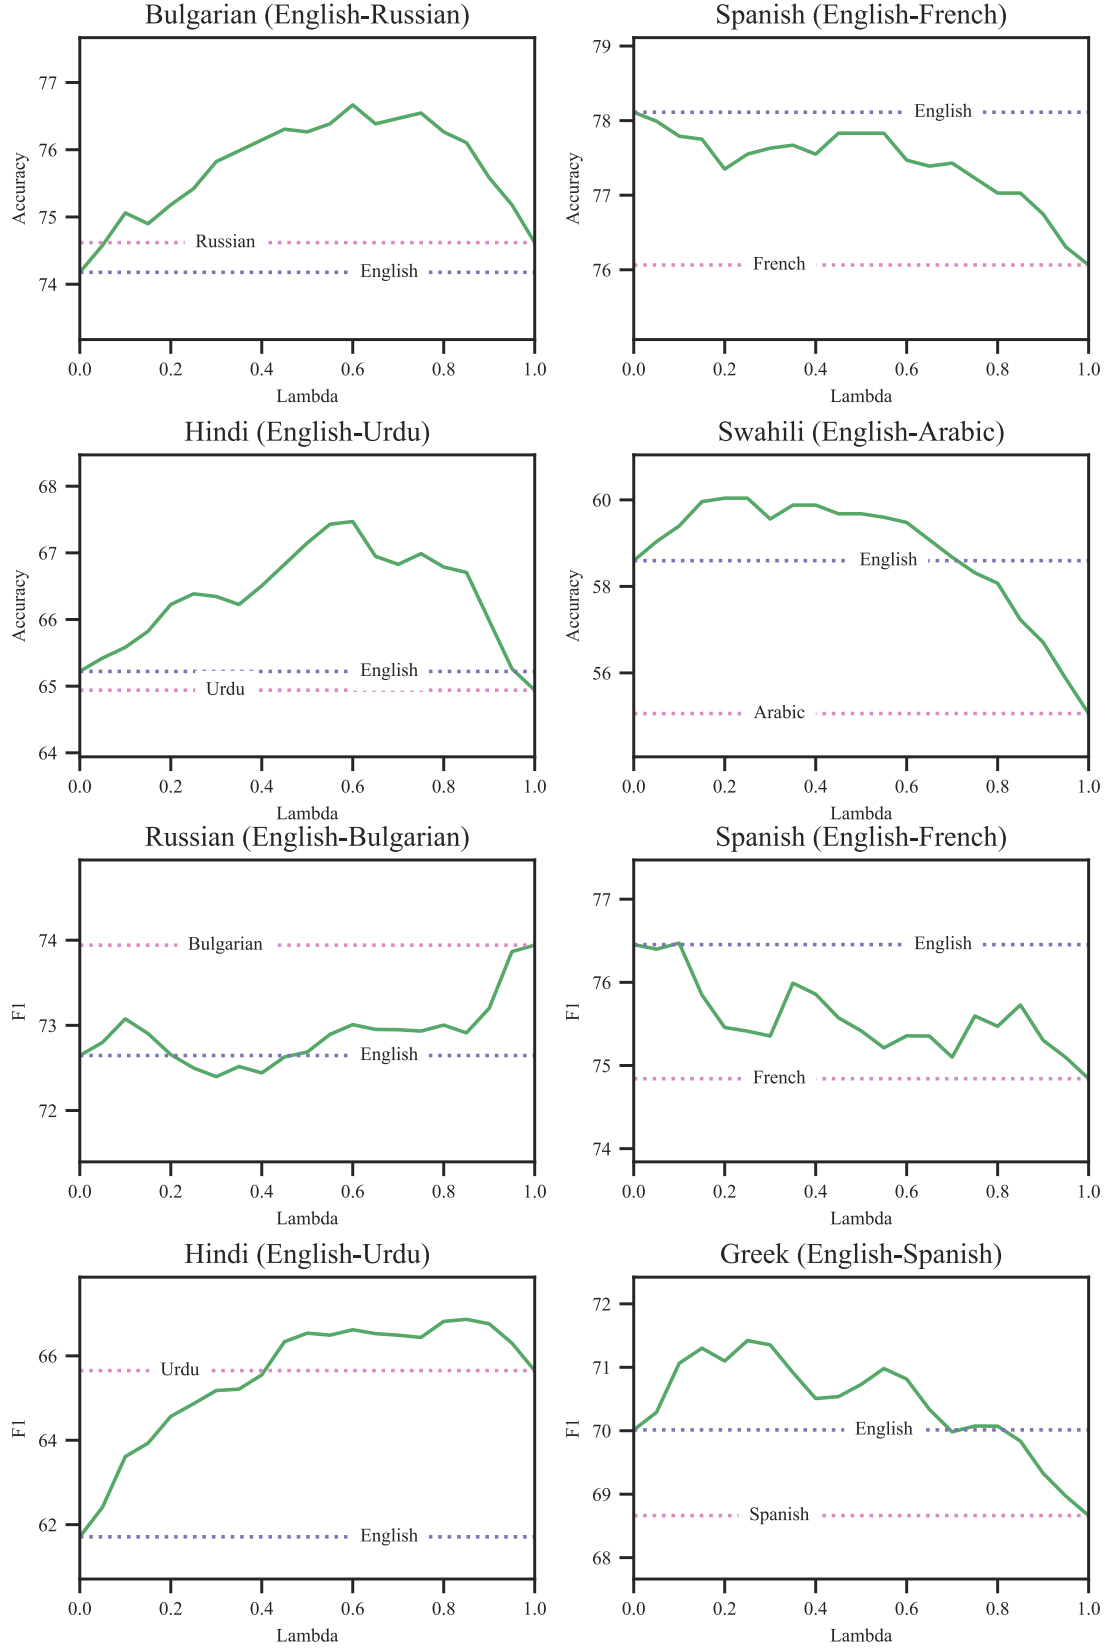 Bulgarian (English-Russian)
77
76
75
74
Accuracy
Russian
English
0.0 0.2 0.4 0.6 0.8 1.0
Lambda
Spanish (English-French)
79
78
77
76
Accuracy
English
French
0.0 0.2 0.4 0.6 0.8 1.0
Lambda
Hindi (English-Urdu)
68
67
66
65
64
Accuracy
English
Urdu
0.0 0.2 0.4 0.6 0.8 1.0
Lambda
Swahili (English-Arabic)
60
58
56
Accuracy
English
Arabic
0.0 0.2 0.4 0.6 0.8 1.0
Lambda
Russian (English-Bulgarian)
74
73
72
F1
Bulgarian
English
0.0 0.2 0.4 0.6 0.8 1.0
Lambda
Spanish (English-French)
77
76
75
74
F1
English
French
0.0 0.2 0.4 0.6 0.8 1.0
Lambda
Hindi (English-Urdu)
66
64
62
F1
Urdu
English
0.0 0.2 0.4 0.6 0.8 1.0
Lambda
Greek (English-Spanish)
72
71
70
69
68
F1
English
Spanish
0.0 0.2 0.4 0.6 0.8 1.0
Lambda